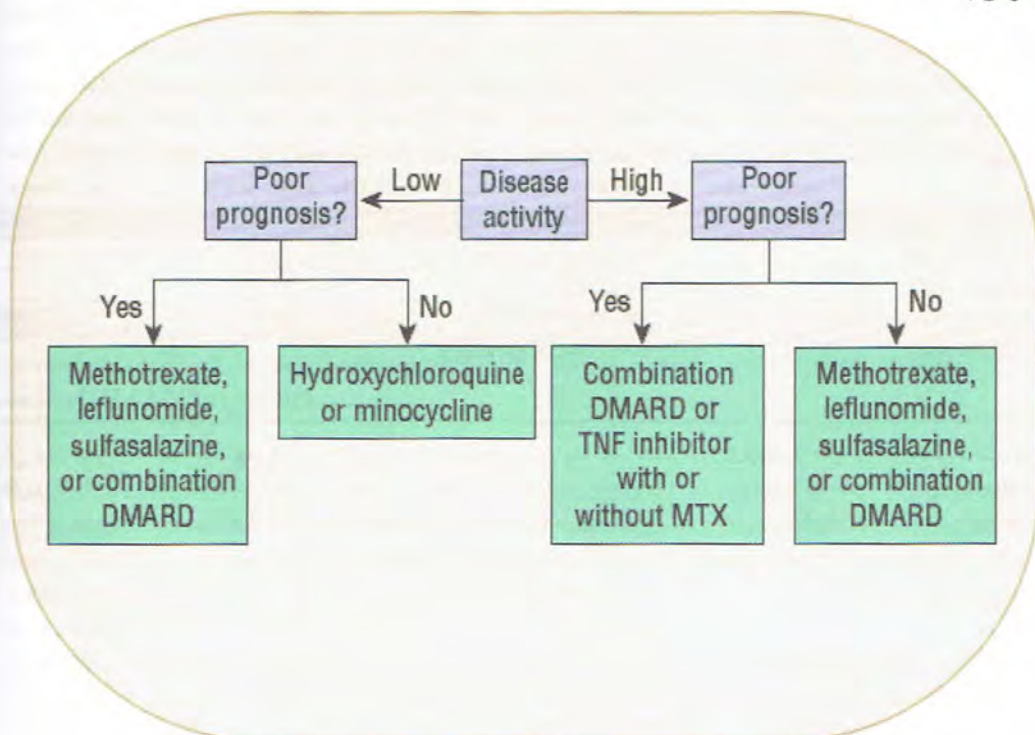 Poor
prognosis?
Low
Disease
activity
High
Poor
prognosis?
Yes
No
Yes
No
Methotrexate,
leflunomide,
sulfasalazine,
or combination
DMARD
Hydroxychloroquine
or minocycline
Combination
DMARD or
TNF inhibitor
with or
without MTX
Methotrexate,
leflunomide,
sulfasalazine,
or combination
DMARD